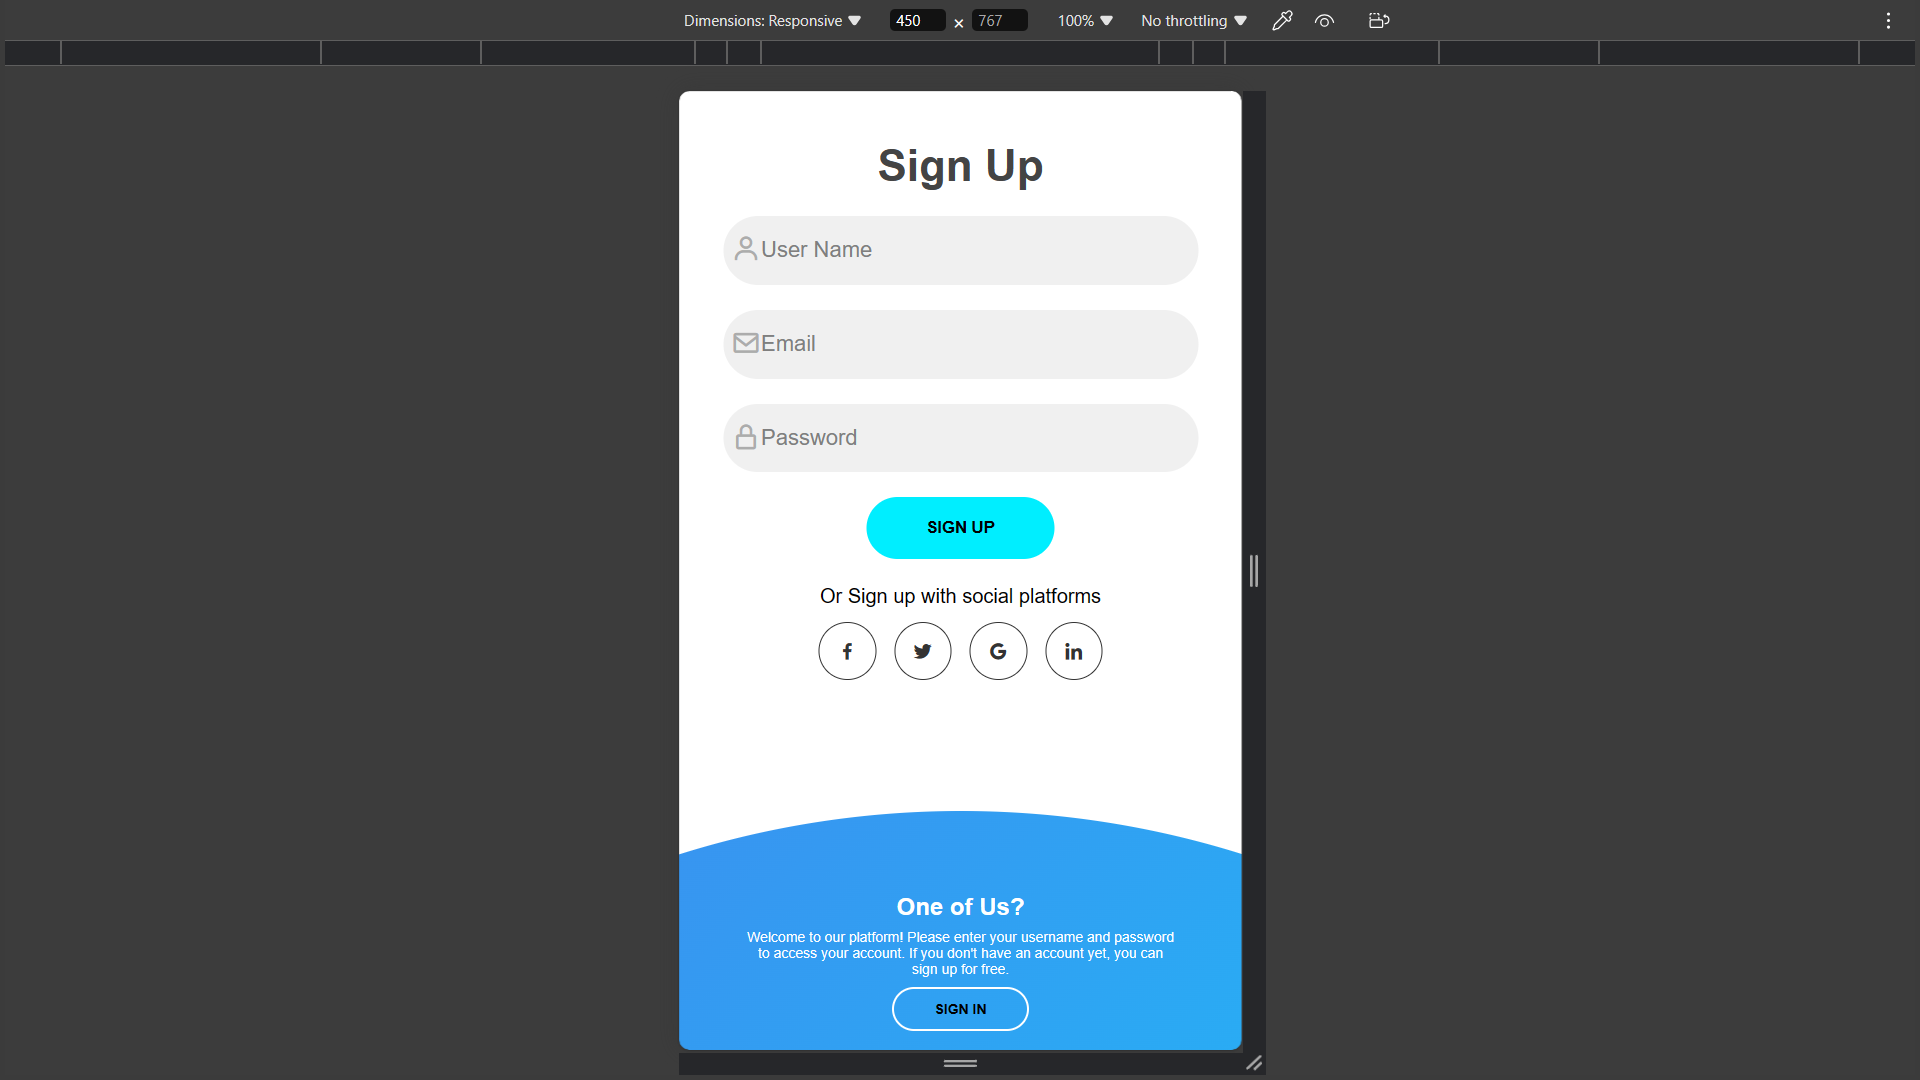 Dimensions: Responsive 450 × 767 100% No throttling
Sign Up
User Name
Email
Password
SIGN UP
Or Sign up with social platforms
f G in
One of Us?
Welcome to our platform! Please enter your username and password
to access your account. If you don't have an account yet, you can
sign up for free.
SIGN IN